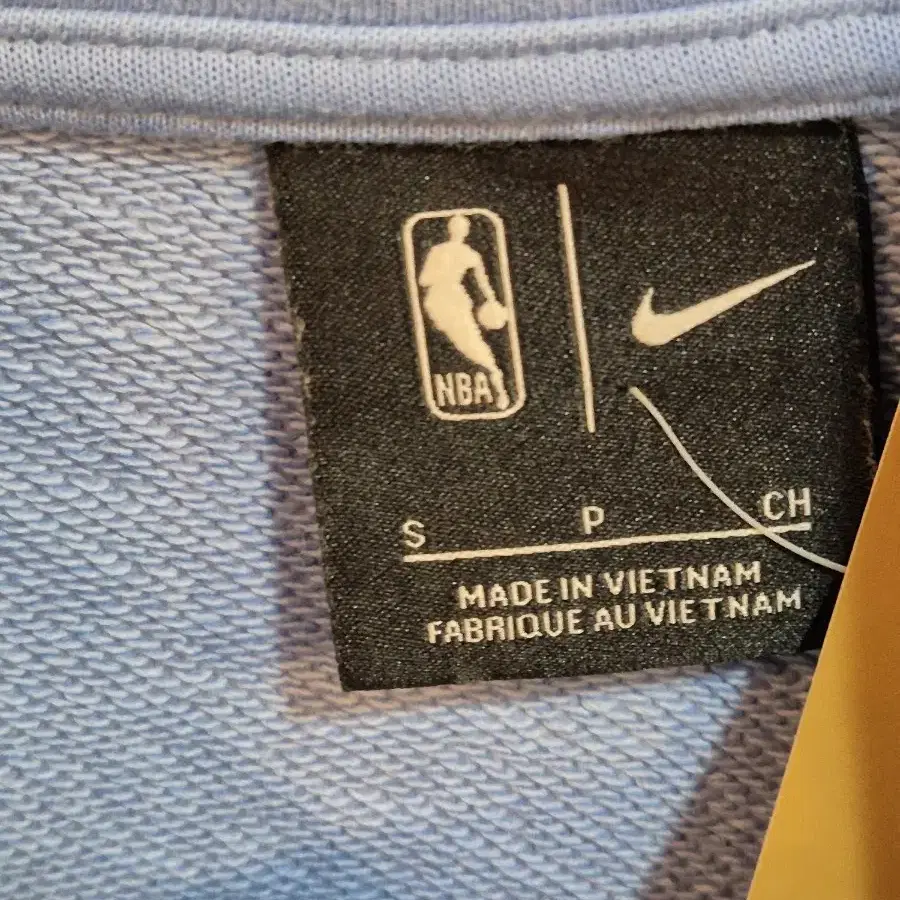 NBA
S P CH
MADE IN VIETNAM
FABRIQUE AU VIETNAM